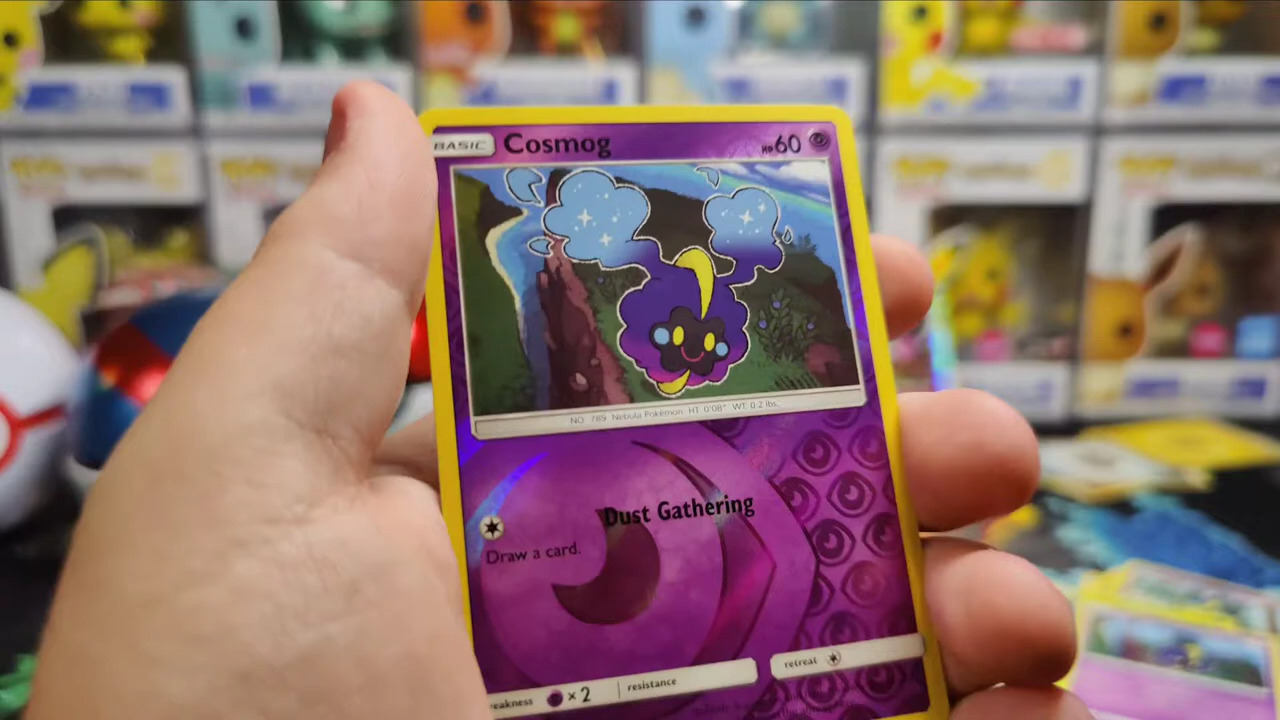 BASIC Cosmog HP60
NO. 789 Nebula Pokémon HT 0'08" WT 0.2 lbs.
Dust Gathering
Draw a card.
eakness ×2 resistance retreat